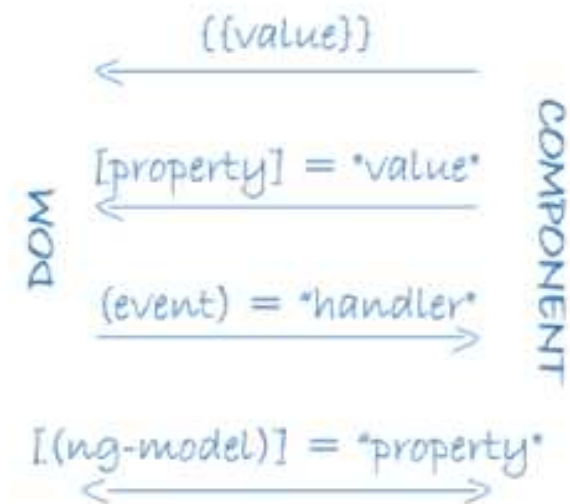 {{value}}
[property] = "value"
DOM
COMPONENT
(event) = "handler"
[(ng-model)] = "property"